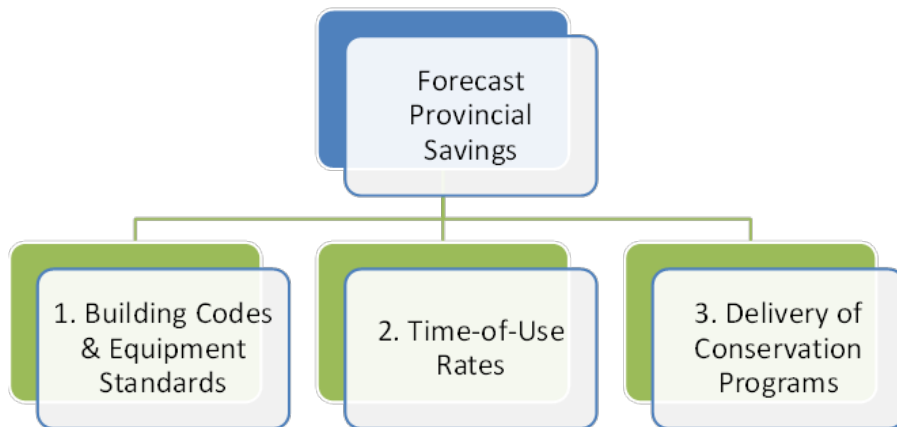 Forecast
Provincial
Savings
1. Building Codes
& Equipment
Standards
2. Time-of-Use
Rates
3. Delivery of
Conservation
Programs